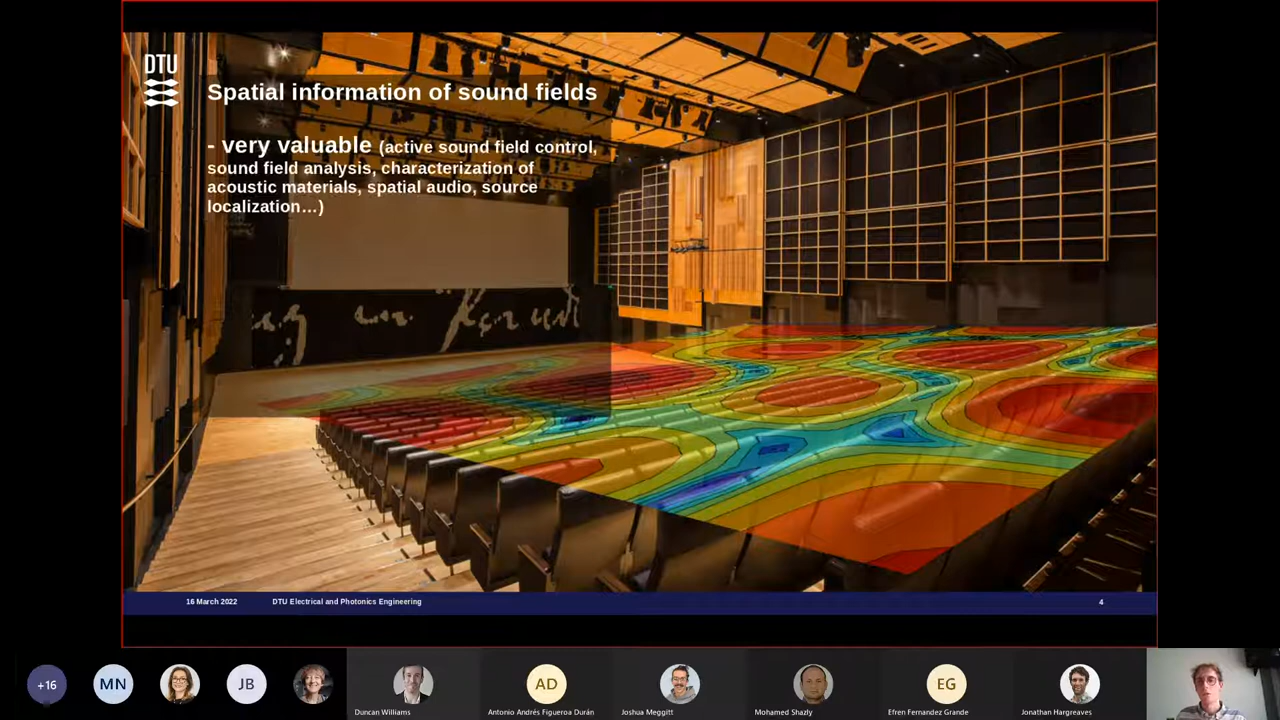 DTU
Spatial information of sound fields
- very valuable (active sound field control,
sound field analysis, characterization of
acoustic materials, spatial audio, source
localization…)
16 March 2022
DTU Electrical and Photonics Engineering
4
+16
MN
JB
AD
EG
Duncan Williams
Antonio Andrés Figueroa Durán
Joshua Meggitt
Mohamed Shazly
Efren Fernandez Grande
Jonathan Hargreaves